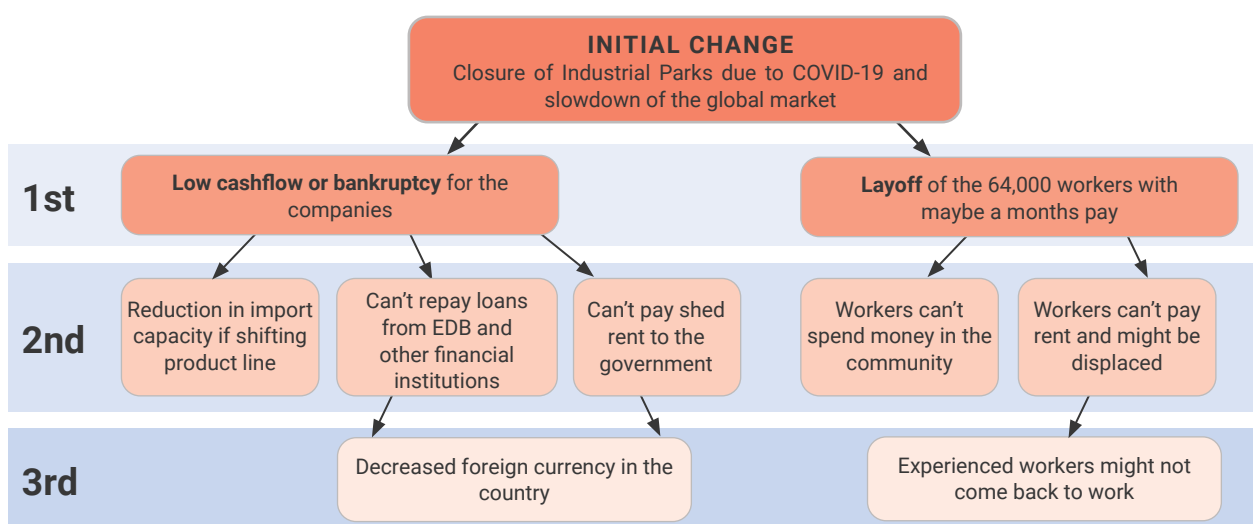 INITIAL CHANGE
Closure of Industrial Parks due to COVID-19 and
slowdown of the global market
1st
Low cashflow or bankruptcy for the
companies
Layoff of the 64,000 workers with
maybe a months pay
2nd
Reduction in import
capacity if shifting
product line
Can't repay loans
from EDB and
other financial
institutions
Can't pay shed
rent to the
government
Workers can't
spend money in the
community
Workers can't pay
rent and might be
displaced
3rd
Decreased foreign currency in the
country
Experienced workers might not
come back to work